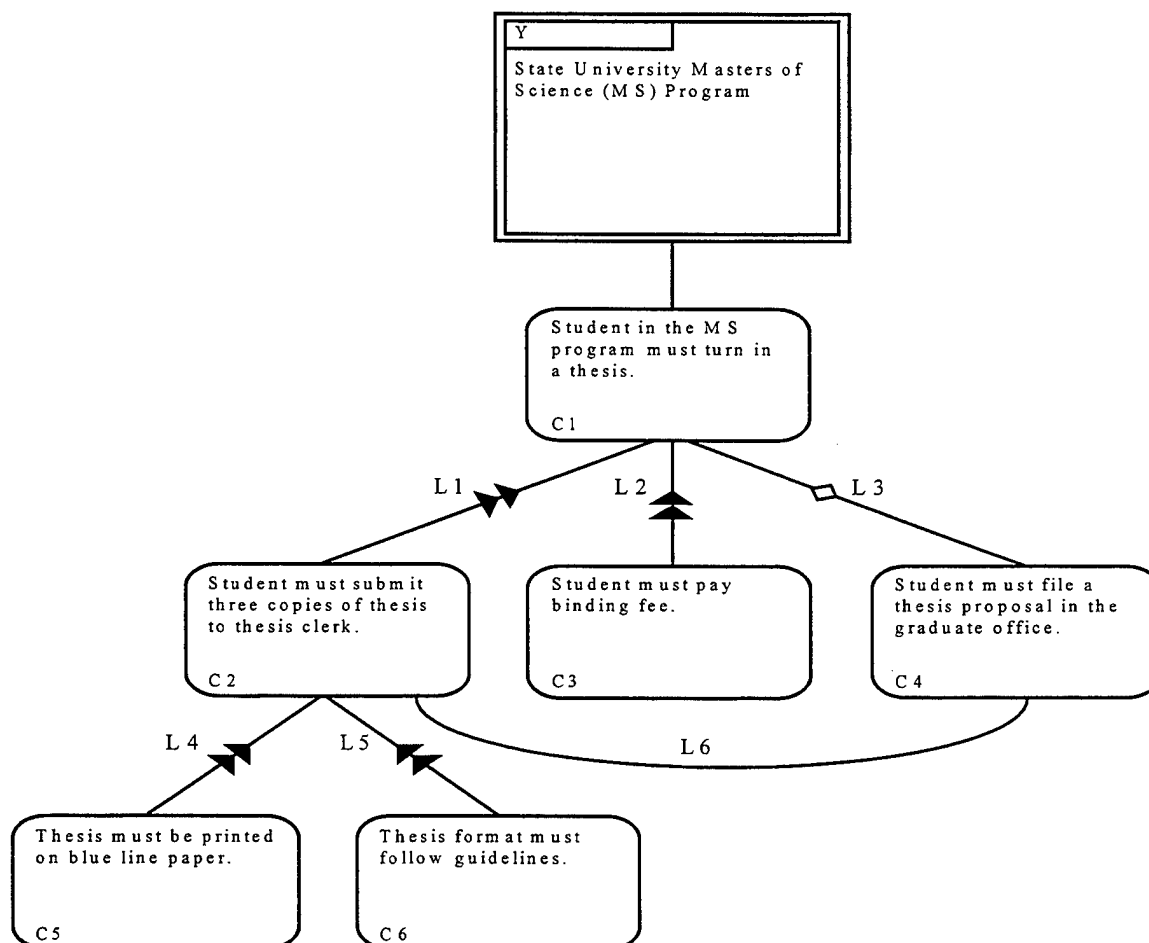 Y
State University Masters of
Science (MS) Program
Student in the MS
program must turn in
a thesis.
C1
L1
L2
L3
Student must submit
three copies of thesis
to thesis clerk.
C2
Student must pay
binding fee.
C3
Student must file a
thesis proposal in the
graduate office.
C4
L4
L5
L6
Thesis must be printed
on blue line paper.
C5
Thesis format must
follow guidelines.
C6